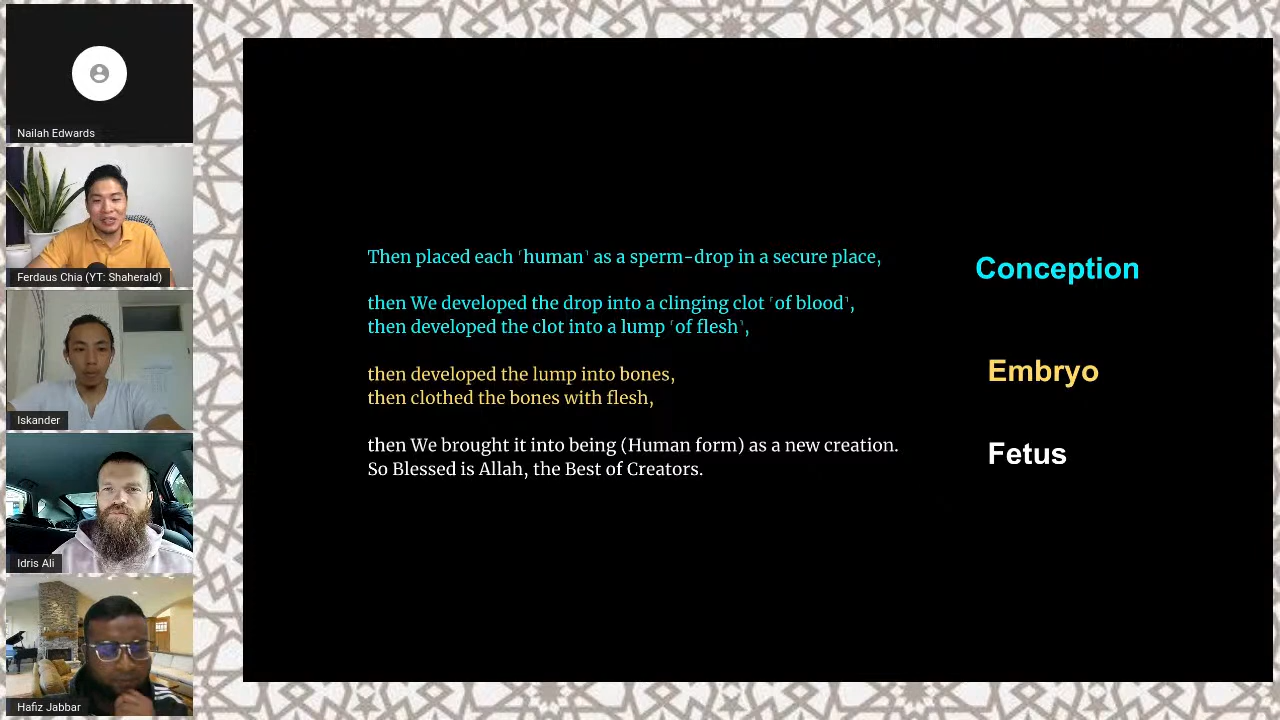 Nailah Edwards
Ferdaus Chia (YT: Shaherald)
Iskander
Idris Ali
Hafiz Jabbar
Then placed each ˹human˺ as a sperm-drop in a secure place,
then We developed the drop into a clinging clot ˹of blood˺,
then developed the clot into a lump ˹of flesh˺,
then developed the lump into bones,
then clothed the bones with flesh,
then We brought it into being (Human form) as a new creation.
So Blessed is Allah, the Best of Creators.
Conception
Embryo
Fetus